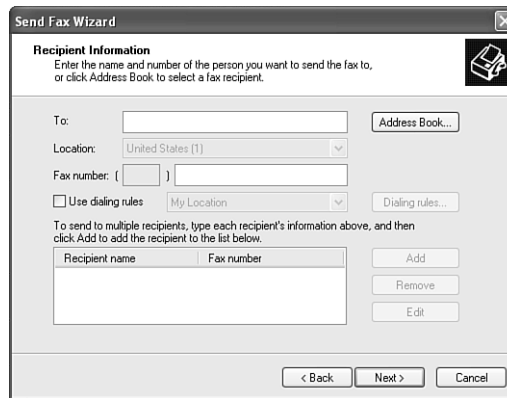 Send Fax Wizard
Recipient Information
Enter the name and number of the person you want to send the fax to,
or click Address Book to select a fax recipient.
To:
Address Book...
Location: United States (1)
Fax number: ( )
Use dialing rules My Location Dialing rules...
To send to multiple recipients, type each recipient's information above, and then
click Add to add the recipient to the list below.
Recipient name Fax number
Add
Remove
Edit
< Back Next > Cancel